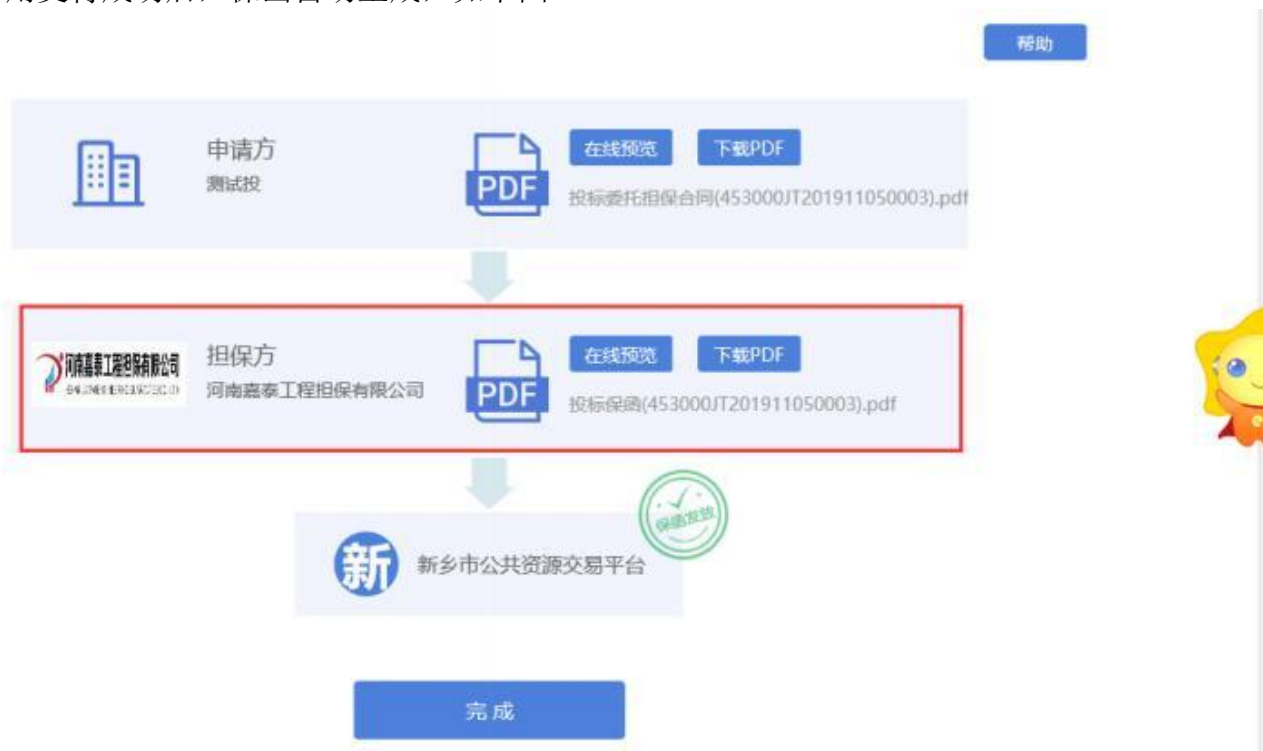 帮助
申请方
测试投
在线预览
下载PDF
PDF
投标委托担保合同(453000JT201911050003).pdf
河南嘉泰工程担保有限公司
担保方
河南嘉泰工程担保有限公司
在线预览
下载PDF
PDF
投标保函(453000JT201911050003).pdf
保函发放
新
新乡市公共资源交易平台
完成